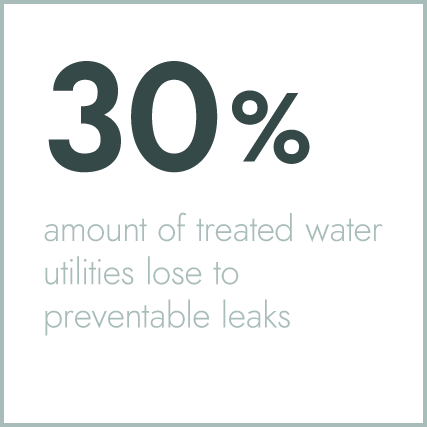 30%
amount of treated water
utilities lose to
preventable leaks